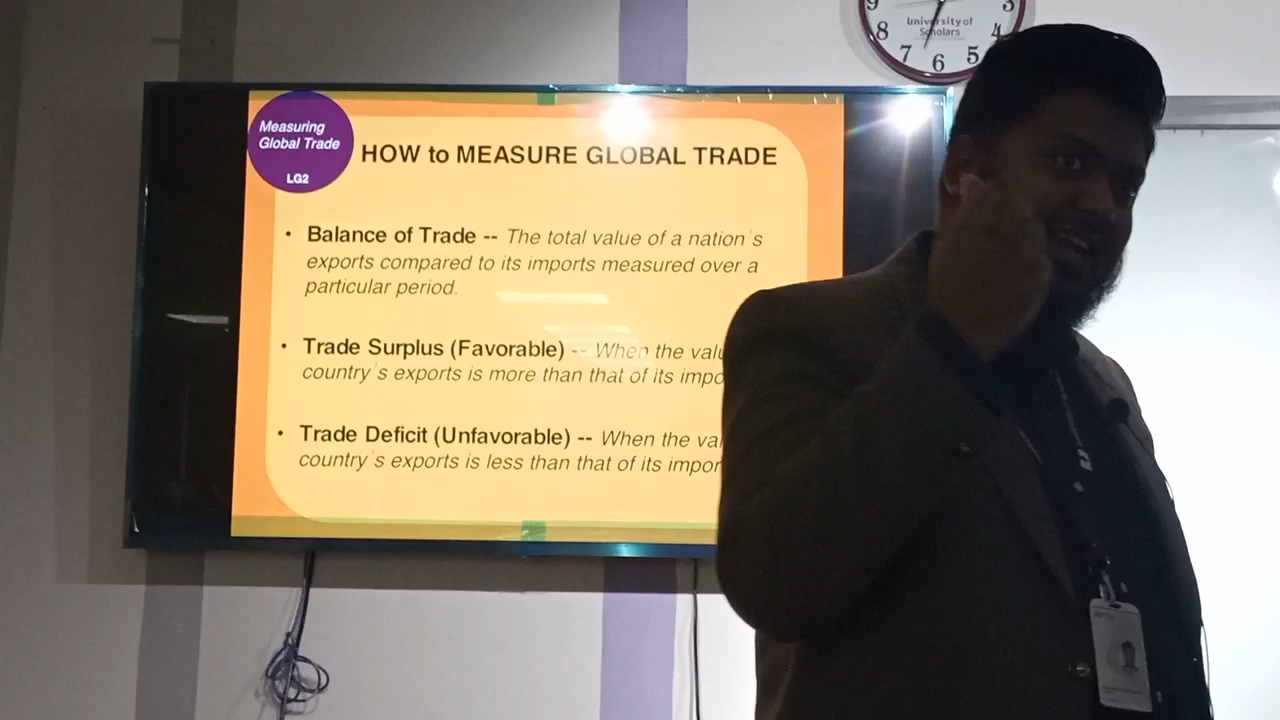 9
3
University of
Scholars
8
4
7
5
6
Measuring
Global Trade
LG2
HOW to MEASURE GLOBAL TRADE
• Balance of Trade -- The total value of a nation's
exports compared to its imports measured over a
particular period.
• Trade Surplus (Favorable) -- When the valu
country's exports is more than that of its impo
• Trade Deficit (Unfavorable) -- When the val
country's exports is less than that of its impor